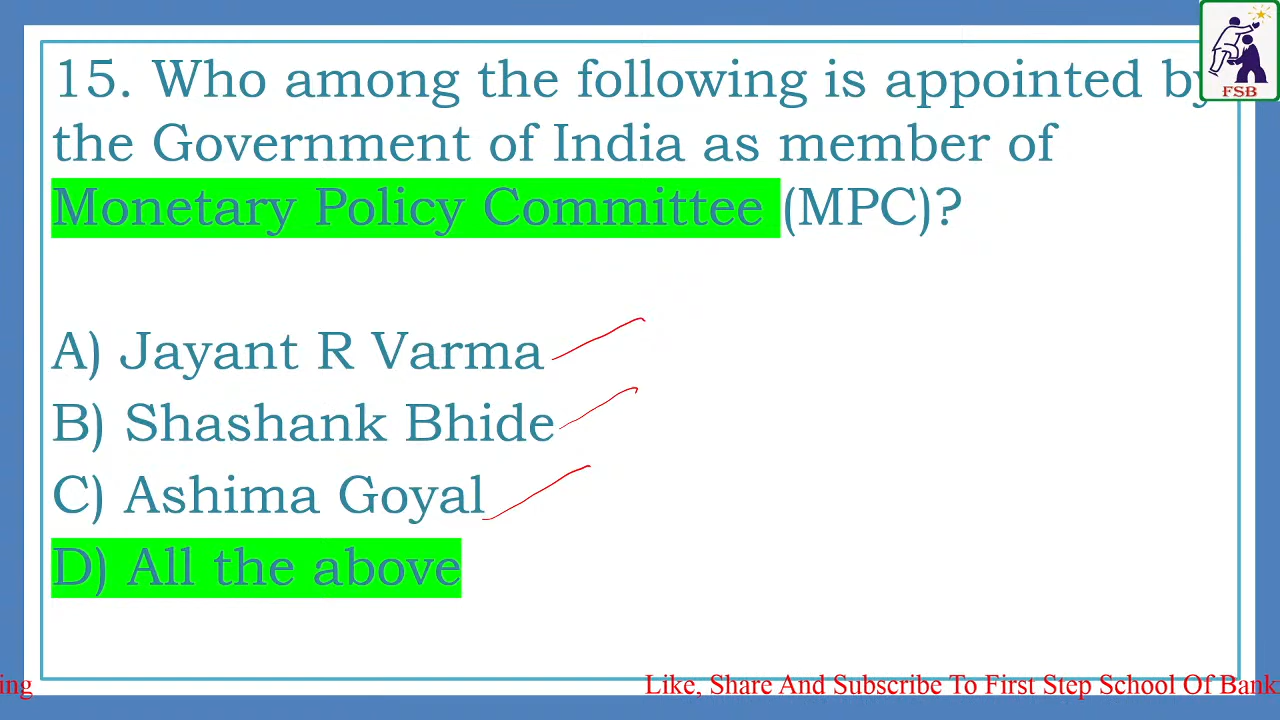 15. Who among the following is appointed by
the Government of India as member of
Monetary Policy Committee (MPC)?
A) Jayant R Varma
B) Shashank Bhide
C) Ashima Goyal
D) All the above
FSB
ing
Like, Share And Subscribe To First Step School Of Bank